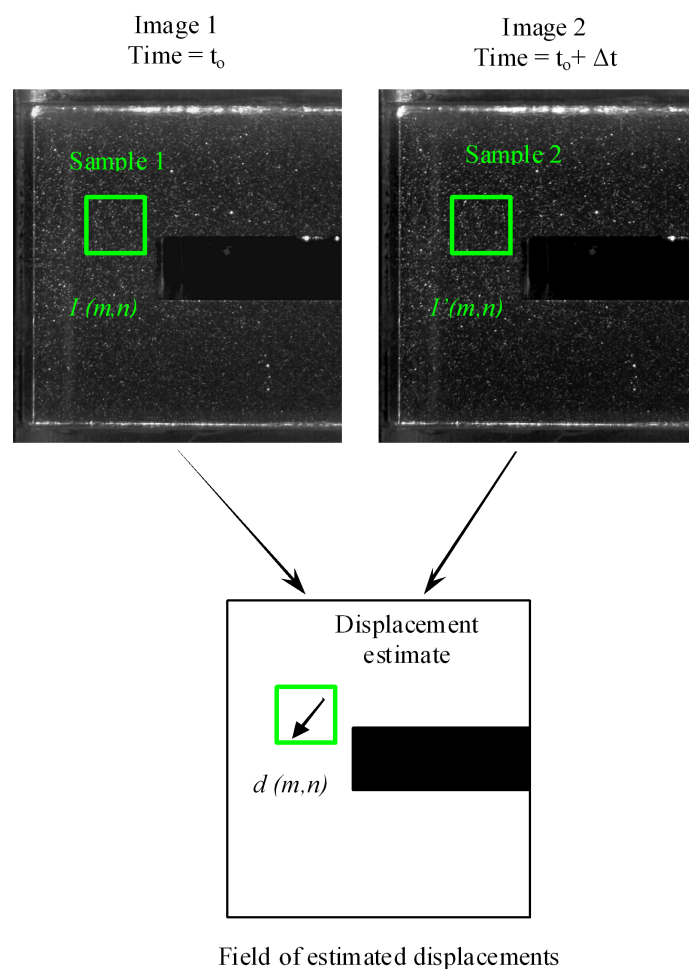 Image 1
Time = tₒ
Image 2
Time = tₒ+ Δt
Sample 1
Sample 2
I (m,n)
I'(m,n)
Displacement
estimate
d (m,n)
Field of estimated displacements